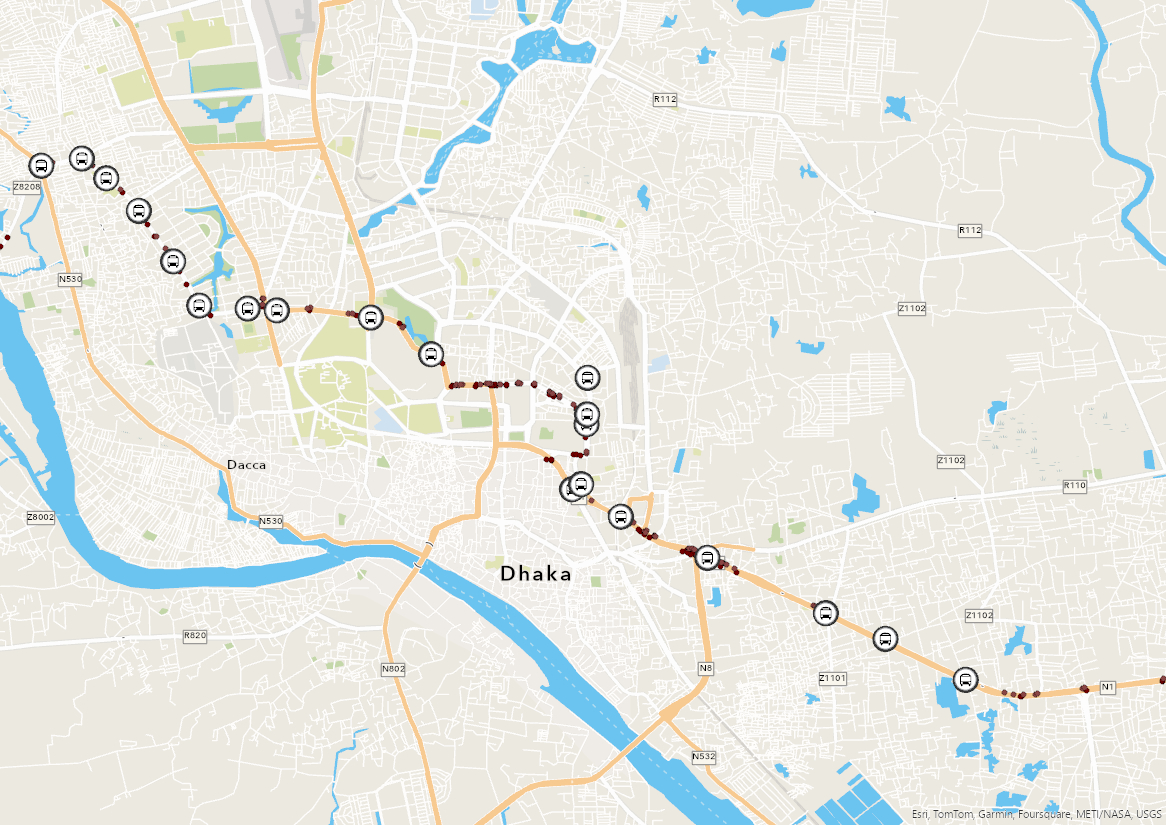 R112
Z8208
R112
N530
Z1102
Dacca
Z1102
R110
Z8002
N530
Dhaka
Z1102
R820
N802
N8
Z1101
N1
N532
Esri, TomTom, Garmin, Foursquare, METI/NASA, USGS